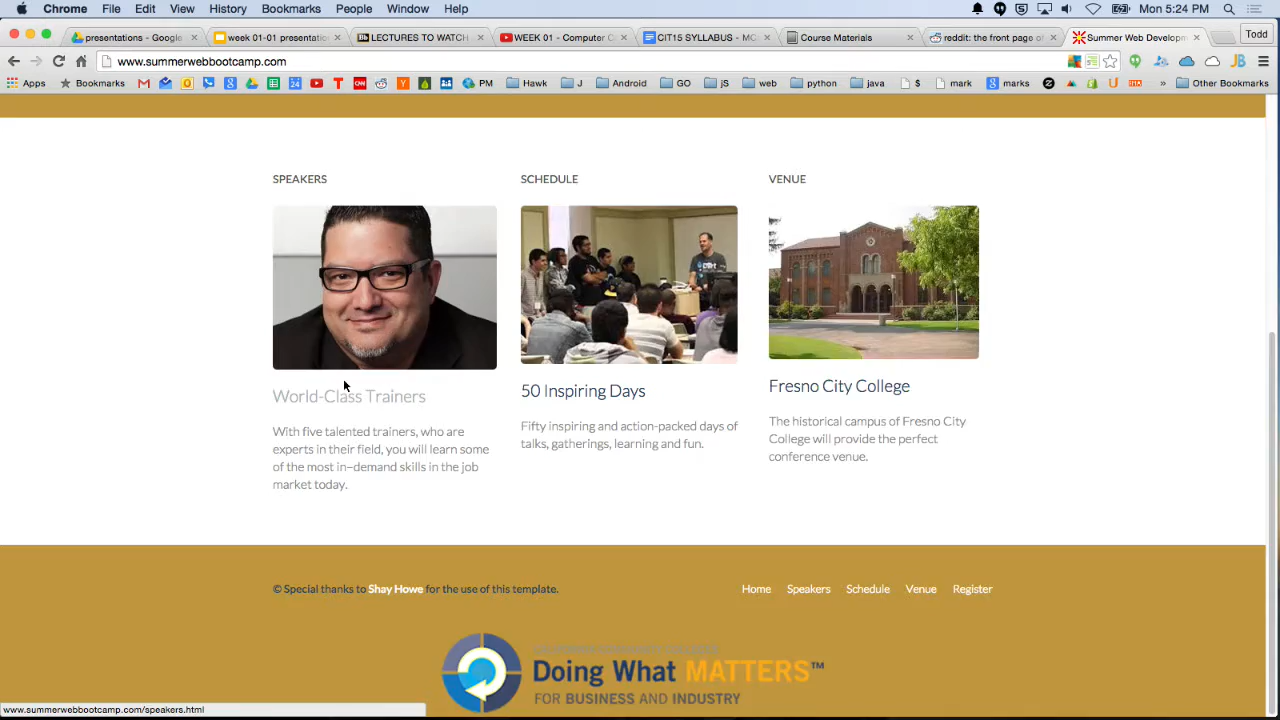 Chrome File Edit View History Bookmarks People Window Help Mon 5:24 PM
presentations - Google week 01-01 presentatio LECTURES TO WATCH WEEK 01 - Computer C CIT15 SYLLABUS - MC Course Materials reddit: the front page of Summer Web Developm Todd
www.summerwebbootcamp.com
Apps Bookmarks PM Hawk J Android GO jS web python java $ mark marks » Other Bookmarks
SPEAKERS SCHEDULE VENUE
World-Class Trainers
With five talented trainers, who are
experts in their field, you will learn some
of the most in–demand skills in the job
market today.
50 Inspiring Days
Fifty inspiring and action-packed days of
talks, gatherings, learning and fun.
Fresno City College
The historical campus of Fresno City
College will provide the perfect
conference venue.
© Special thanks to Shay Howe for the use of this template.
Home Speakers Schedule Venue Register
Doing What MATTERS™
FOR BUSINESS AND INDUSTRY
www.summerwebbootcamp.com/speakers.html